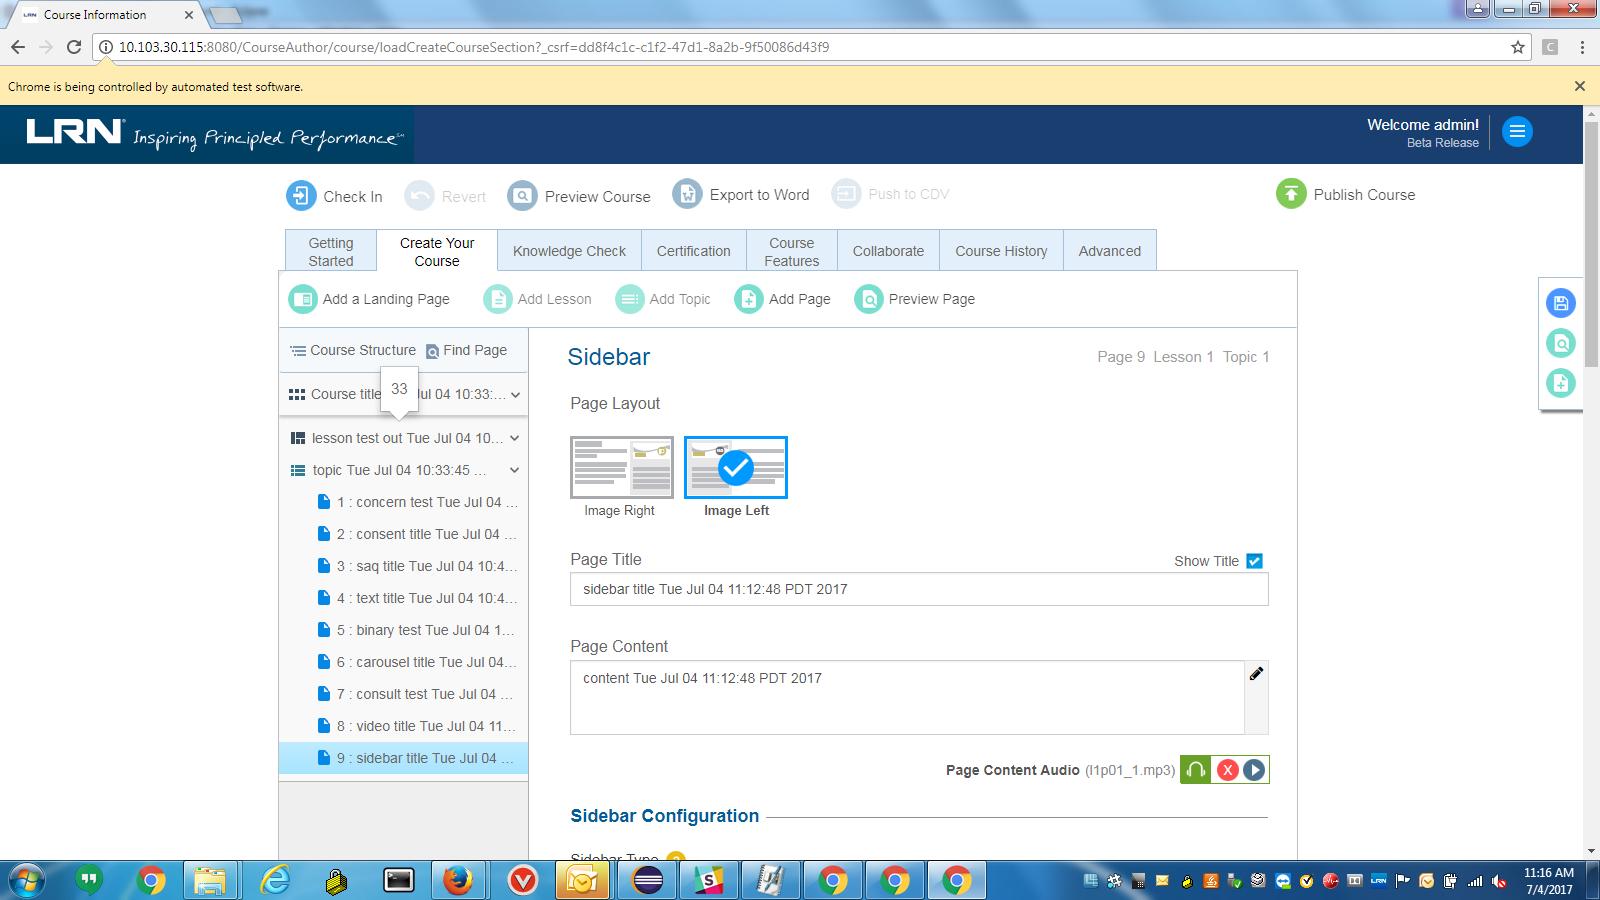 Course Information
10.103.30.115:8080/CourseAuthor/course/loadCreateCourseSection?_csrf=dd8f4c1c-c1f2-47d1-8a2b-9f50086d43f9
Chrome is being controlled by automated test software.
LRN Inspiring Principled Performance
Welcome admin!
Beta Release
Check In Revert Preview Course Export to Word Push to CDV Publish Course
Getting Started Create Your Course Knowledge Check Certification Course Features Collaborate Course History Advanced
Add a Landing Page Add Lesson Add Topic Add Page Preview Page
Course Structure Find Page
33
Course title Jul 04 10:33:...
lesson test out Tue Jul 04 10...
topic Tue Jul 04 10:33:45 ...
1 : concern test Tue Jul 04 ...
2 : consent title Tue Jul 04 ...
3 : saq title Tue Jul 04 10:4...
4 : text title Tue Jul 04 10:4...
5 : binary test Tue Jul 04 1...
6 : carousel title Tue Jul 04...
7 : consult test Tue Jul 04 ...
8 : video title Tue Jul 04 11...
9 : sidebar title Tue Jul 04 ...
Sidebar
Page 9 Lesson 1 Topic 1
Page Layout
Image Right Image Left
Page Title
Show Title
sidebar title Tue Jul 04 11:12:48 PDT 2017
Page Content
content Tue Jul 04 11:12:48 PDT 2017
Page Content Audio (l1p01_1.mp3)
Sidebar Configuration
Sidebar Type
11:16 AM
7/4/2017